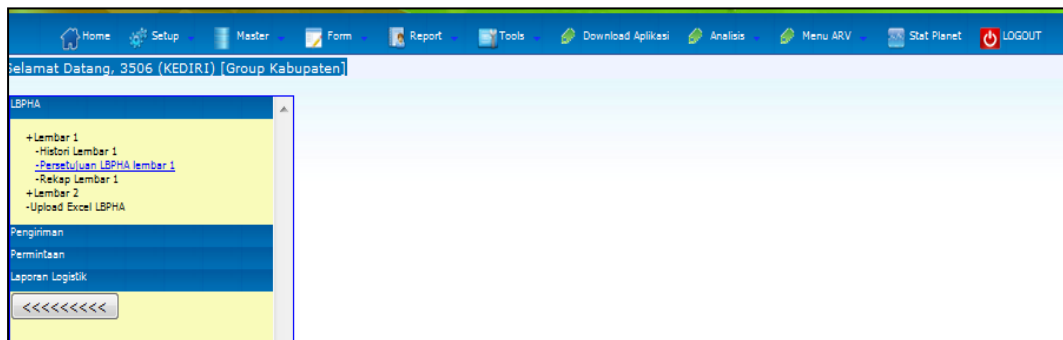 Home Setup Master Form Report Tools Download Aplikasi Analisis Menu ARV Stat Planet LOGOUT
Selamat Datang, 3506 (KEDIRI) [Group Kabupaten]
LBPHA
+Lembar 1
-Histori Lembar 1
-Persetujuan LBPHA lembar 1
-Rekap Lembar 1
+Lembar 2
-Upload Excel LBPHA
Pengiriman
Permintaan
Laporan Logistik
<<<<<<<<<